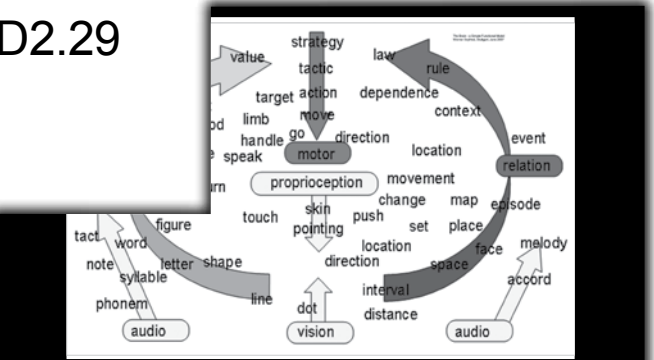 D2.29
value
strategy
law
tactic
rule
target
action
dependence
context
limb
move
od
handle
go
direction
event
e
speak
motor
location
relation
urn
proprioception
movement
change
map
episode
touch
skin
push
figure
pointing
set
place
tact
word
location
face
melody
note
letter
shape
direction
space
syllable
accord
phonem
line
dot
interval
distance
audio
vision
audio